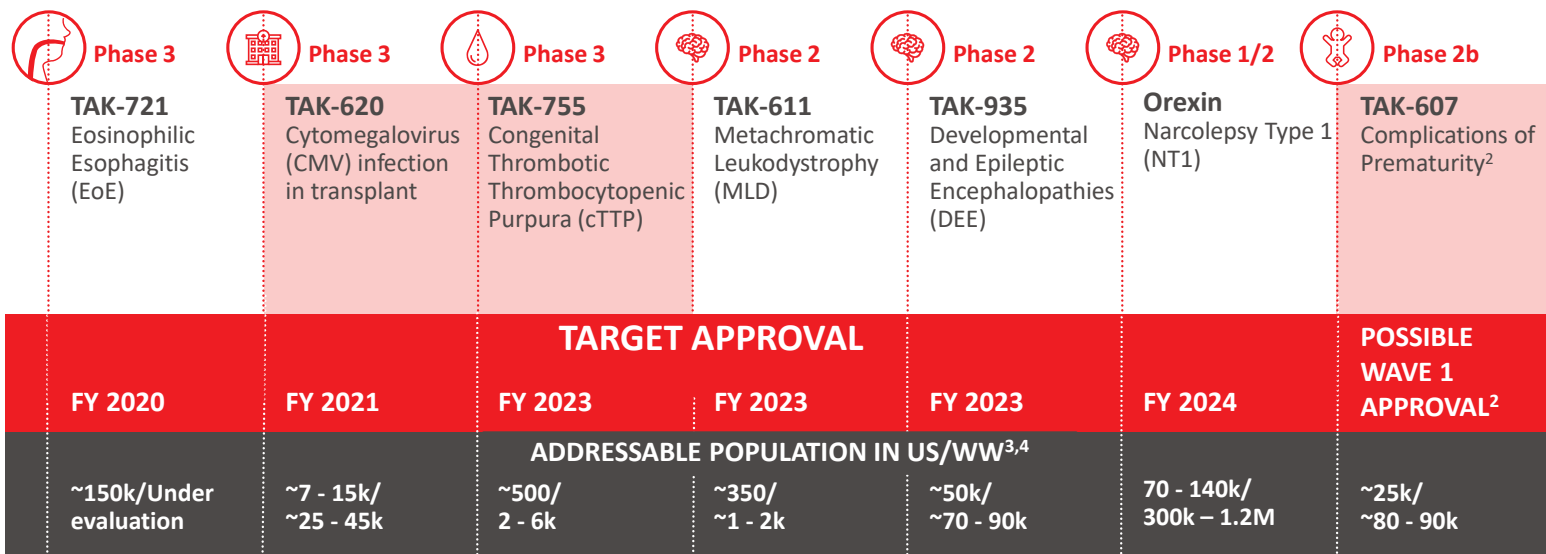 Phase 3
TAK-721
Eosinophilic
Esophagitis
(EoE)
Phase 3
TAK-620
Cytomegalovirus
(CMV) infection
in transplant
Phase 3
TAK-755
Congenital
Thrombotic
Thrombocytopenic
Purpura (cTTP)
Phase 2
TAK-611
Metachromatic
Leukodystrophy
(MLD)
Phase 2
TAK-935
Developmental
and Epileptic
Encephalopathies
(DEE)
Phase 1/2
Orexin
Narcolepsy Type 1
(NT1)
Phase 2b
TAK-607
Complications of
Prematurity²
TARGET APPROVAL
FY 2020
FY 2021
FY 2023
FY 2023
FY 2023
FY 2024
POSSIBLE
WAVE 1
APPROVAL²
ADDRESSABLE POPULATION IN US/WW³,⁴
~150k/Under
evaluation
~7 - 15k/
~25 - 45k
~500/
2 - 6k
~350/
~1 - 2k
~50k/
~70 - 90k
70 - 140k/
300k – 1.2M
~25k/
~80 - 90k